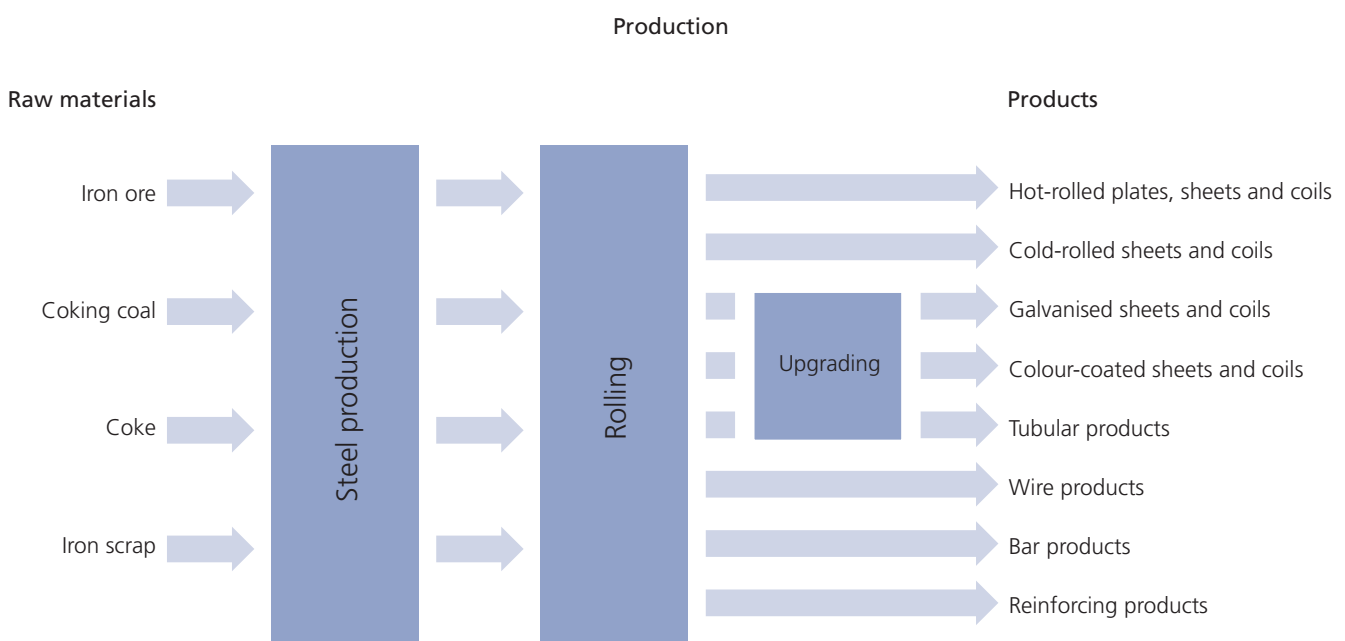 Production
Raw materials
Products
Iron ore
Coking coal
Coke
Iron scrap
Steel production
Rolling
Upgrading
Hot-rolled plates, sheets and coils
Cold-rolled sheets and coils
Galvanised sheets and coils
Colour-coated sheets and coils
Tubular products
Wire products
Bar products
Reinforcing products